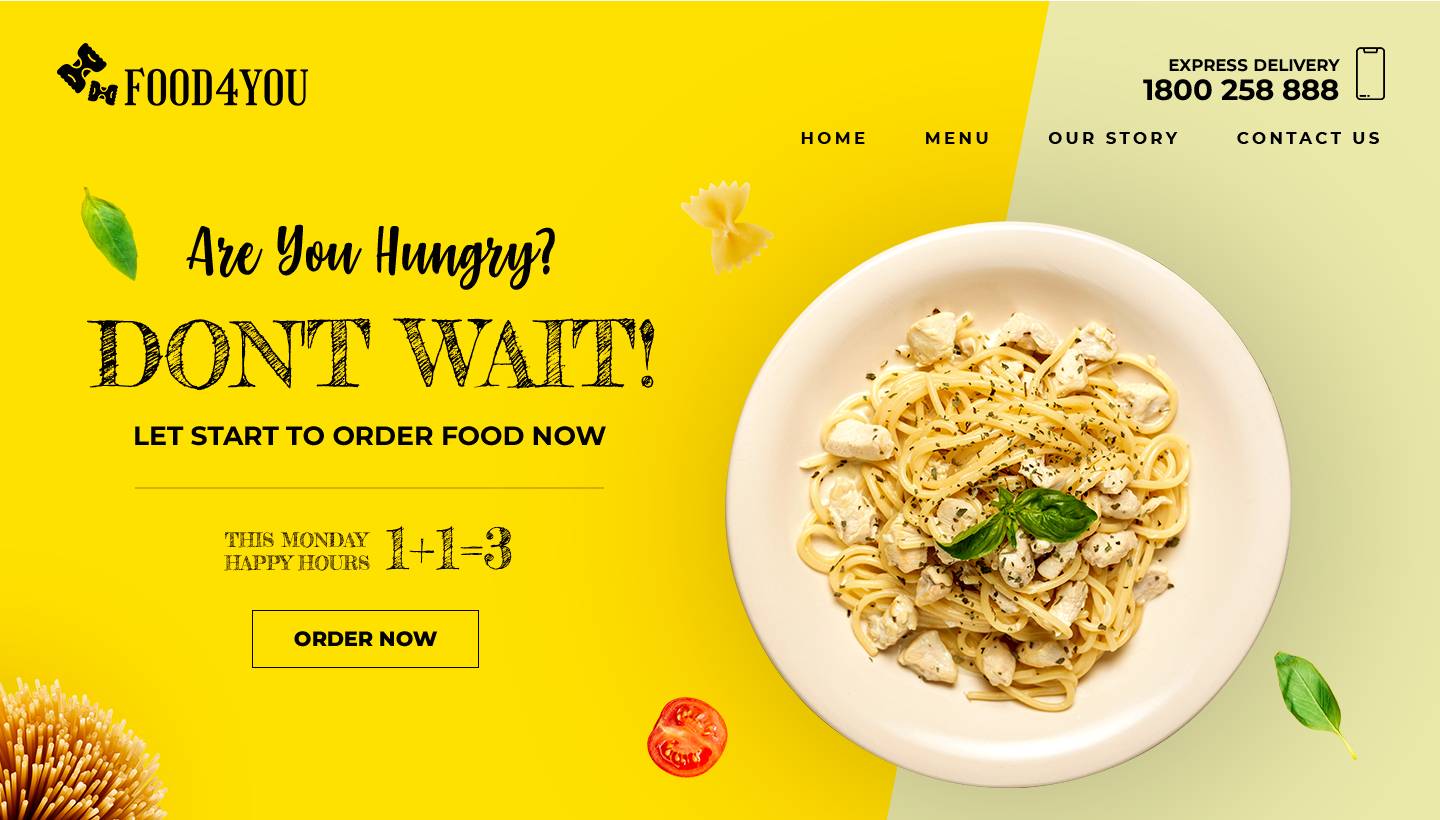 FOOD4YOU
EXPRESS DELIVERY
1800 258 888
HOME MENU OUR STORY CONTACT US
Are You Hungry?
DON'T WAIT!
LET START TO ORDER FOOD NOW
THIS MONDAY
HAPPY HOURS
1+1=3
ORDER NOW